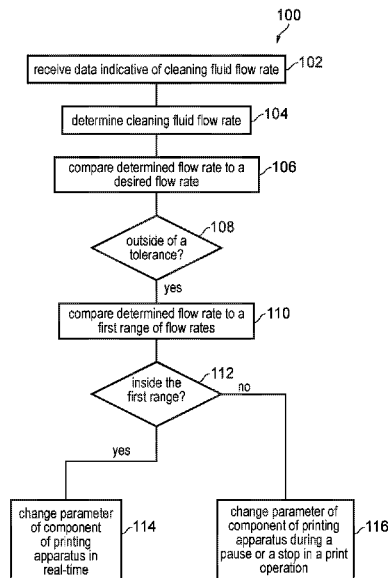 100
receive data indicative of cleaning fluid flow rate
102
determine cleaning fluid flow rate
104
compare determined flow rate to a
desired flow rate
106
108
outside of a
tolerance?
yes
compare determined flow rate to a
first range of flow rates
110
112
inside the
first range?
no
yes
change parameter
of component
of printing
apparatus in
real-time
114
change parameter of
component of printing
apparatus during a
pause or a stop in a print
operation
116